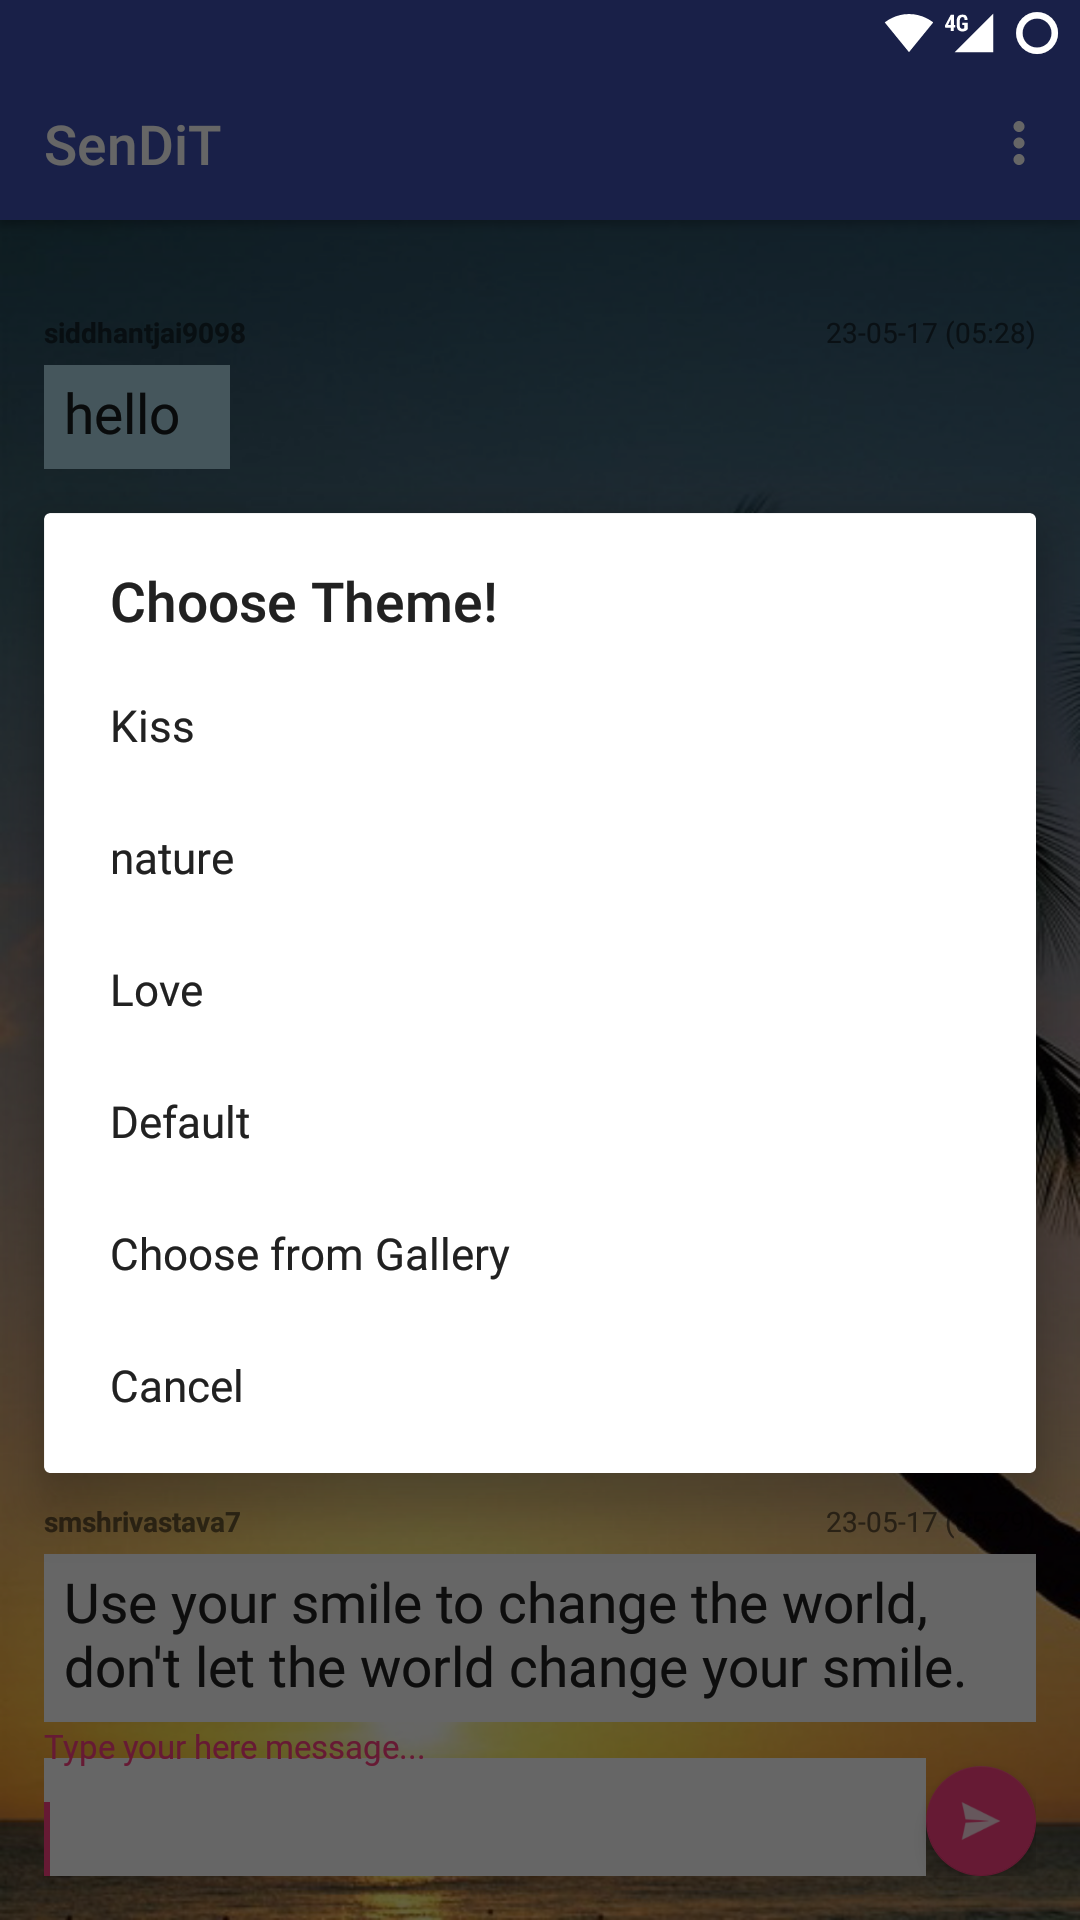 4G
SenDiT
siddhantjai9098 23-05-17 (05:28)
hello
Choose Theme!
Kiss
nature
Love
Default
Choose from Gallery
Cancel
smshrivastava7 23-05-17
Use your smile to change the world,
don't let the world change your smile.
Type your here message...